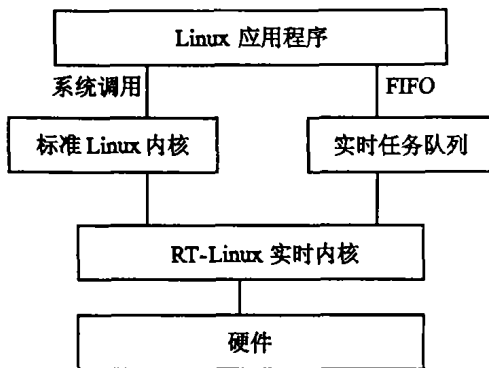 Linux 应用程序
系统调用
FIFO
标准 Linux 内核
实时任务队列
RT-Linux 实时内核
硬件